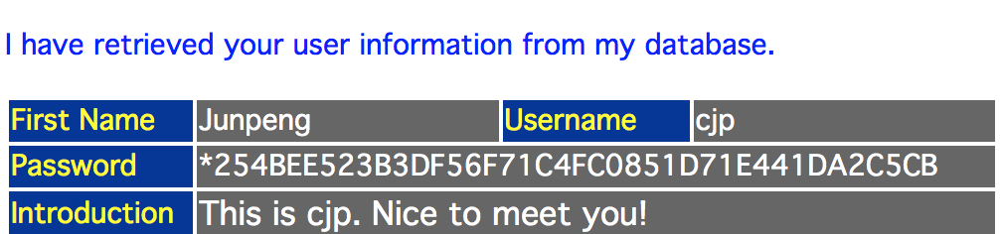 I have retrieved your user information from my database.
First Name Junpeng Username cjp
Password *254BEE523B3DF56F71C4FC0851D71E441DA2C5CB
Introduction This is cjp. Nice to meet you!